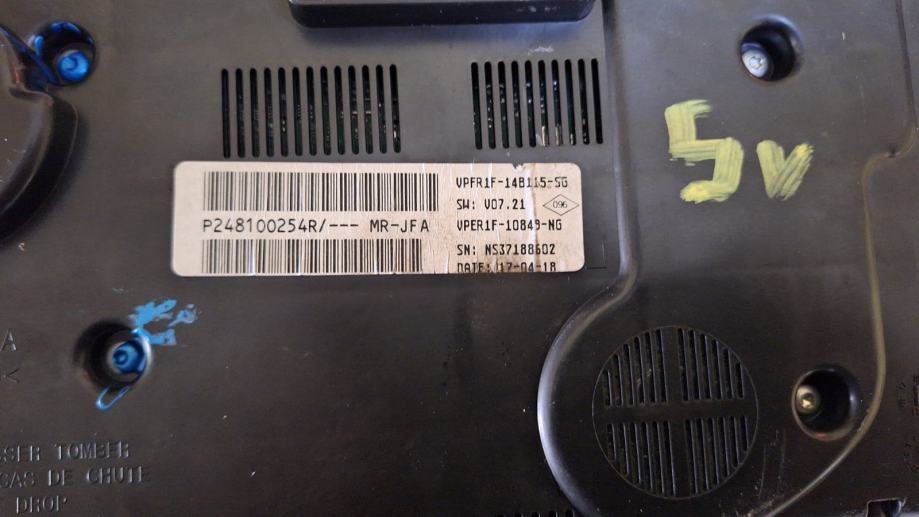 5V
P248100254R/--- MR-JFA
VPFR1F-14B115-SG
SW: V07.21
096
VPER1F-10849-NG
SN: NS37188602
DATE: 17-04-18
A
SSER TOMBER
CAS DE CHUTE
DROP